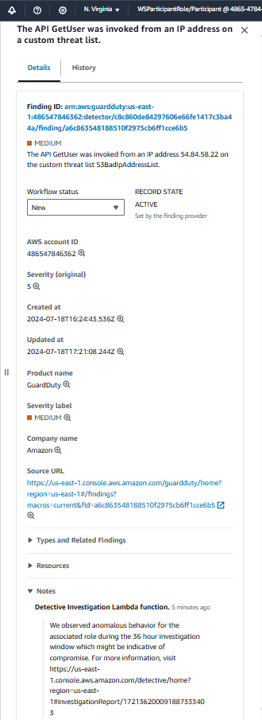 N. Virginia
WSParticipantRole/Participant @ 4865-4784-
The API GetUser was invoked from an IP address on
a custom threat list.
Details
History
Finding ID: arn:aws:guardduty:us-east-
1:486547846362:detector/c8c860de84297606e66fe1417c3ba4
4a/finding/a6c863548188510f2975cb6ff1cce6b5
MEDIUM
The API GetUser was invoked from an IP address 54.84.58.22 on
the custom threat list S3BadIpAddressList.
Workflow status
RECORD STATE
New
ACTIVE
Set by the finding provider
AWS account ID
486547846362
Severity (original)
5
Created at
2024-07-18T16:24:43.536Z
Updated at
2024-07-18T17:21:08.244Z
Product name
GuardDuty
Severity label
MEDIUM
Company name
Amazon
Source URL
https://us-east-1.console.aws.amazon.com/guardduty/home?
region=us-east-1#/findings?
macros=current&fId=a6c863548188510f2975cb6ff1cce6b5
Types and Related Findings
Resources
Notes
Detective Investigation Lambda function. 5 minutes ago
We observed anomalous behavior for the
associated role during the 36 hour investigation
window which might be indicative of
compromise. For more information, visit
https://us-east-
1.console.aws.amazon.com/detective/home?
region=us-east-
1#investigationReport/17213620009188733340
3